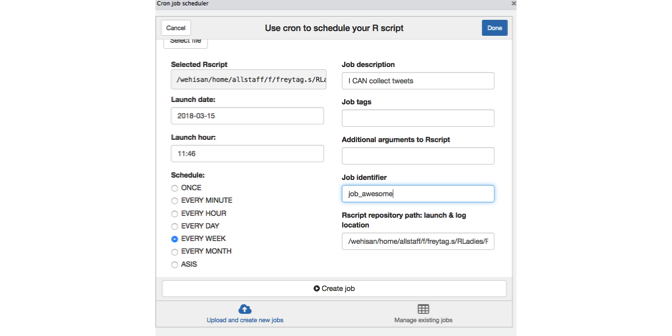 Cron job scheduler
Cancel
Use cron to schedule your R script
Done
Select file
Selected Rscript
/wehisan/home/allstaff/f/freytag.s/RLa
Launch date:
2018-03-15
Launch hour:
11:46
Schedule:
ONCE
EVERY MINUTE
EVERY HOUR
EVERY DAY
EVERY WEEK
EVERY MONTH
ASIS
Job description
I CAN collect tweets
Job tags
Additional arguments to Rscript
Job identifier
job_awesome
Rscript repository path: launch & log
location
/wehisan/home/allstaff/f/freytag.s/RLadies/F
Create job
Upload and create new jobs
Manage existing jobs